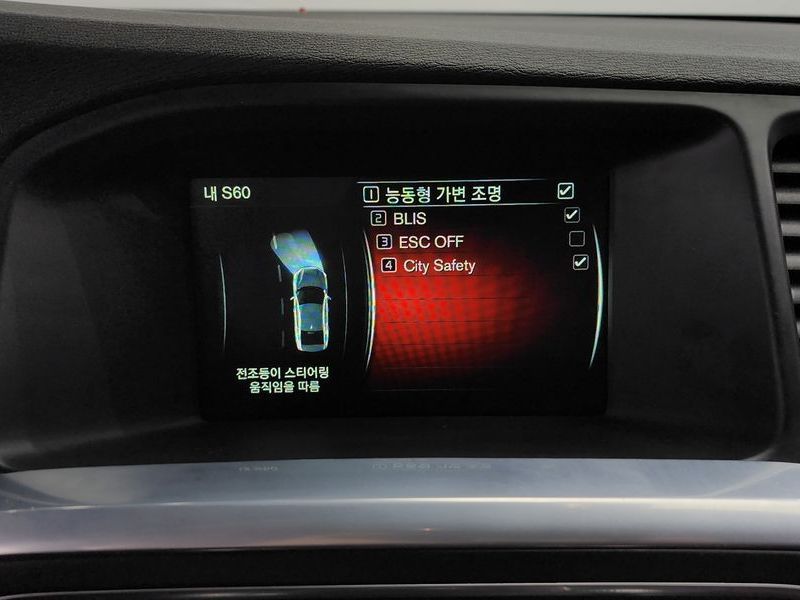 내 S60
1 능동형 가변 조명
2 BLIS
3 ESC OFF
4 City Safety
전조등이 스티어링
움직임을 따름